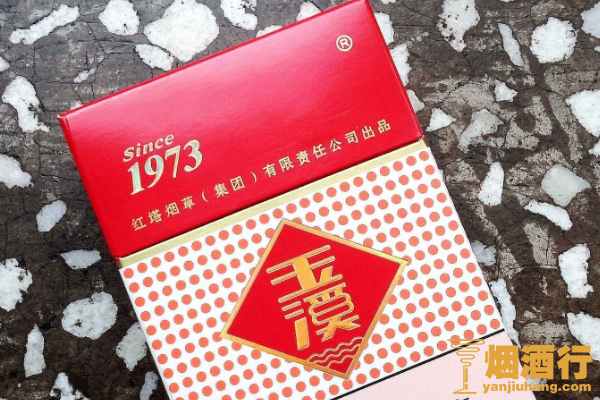 ®
Since
1973
红塔烟草（集团）有限责任公司出品
玉溪
烟酒行
yanjiuhang.com